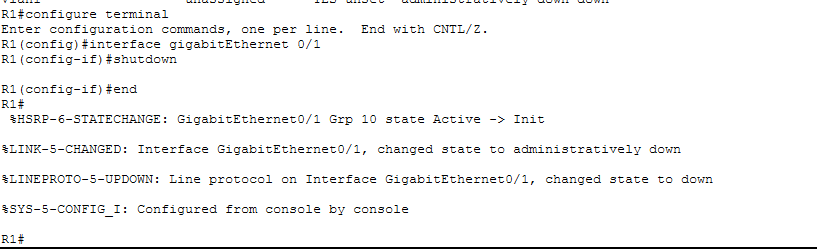 R1#configure terminal
Enter configuration commands, one per line.  End with CNTL/Z.
R1(config)#interface gigabitEthernet 0/1
R1(config-if)#shutdown
R1(config-if)#end
R1#
%HSRP-6-STATECHANGE: GigabitEthernet0/1 Grp 10 state Active -> Init
%LINK-5-CHANGED: Interface GigabitEthernet0/1, changed state to administratively down
%LINEPROTO-5-UPDOWN: Line protocol on Interface GigabitEthernet0/1, changed state to down
%SYS-5-CONFIG_I: Configured from console by console
R1#